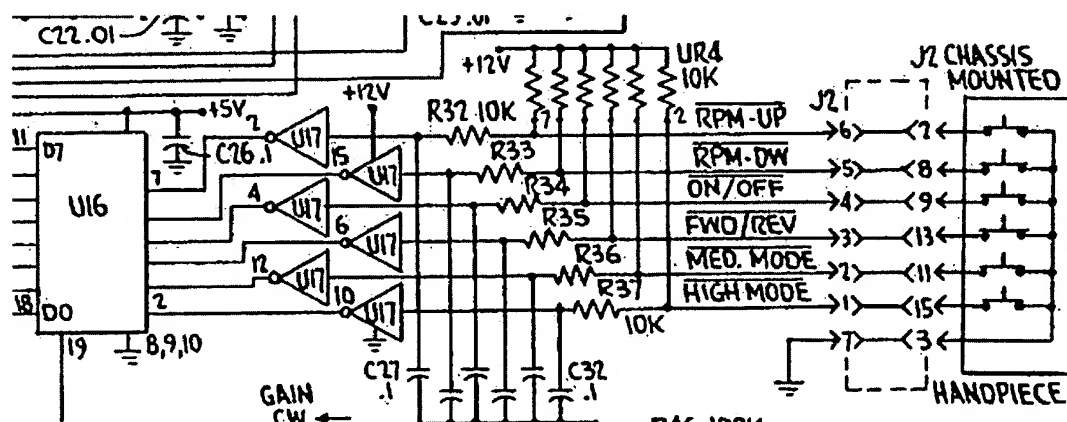 C22.01
C25.01
+12V
UR4
10K
J2 CHASSIS
MOUNTED
+5V
+12V
R32 10K
7
2
RPM-UP
J2
6
7
11
D7
2
U17
C26.1
15
R33
RPM-DW
5
8
7
U17
R34
ON/OFF
4
9
U16
4
U17
R35
FWD/REV
3
13
6
U17
R36
MED. MODE
2
11
12
U17
R37
HIGH MODE
1
15
18
D0
2
10
U17
10K
19
8,9,10
7
3
C27
.1
C32
.1
HANDPIECE
GAIN
CW